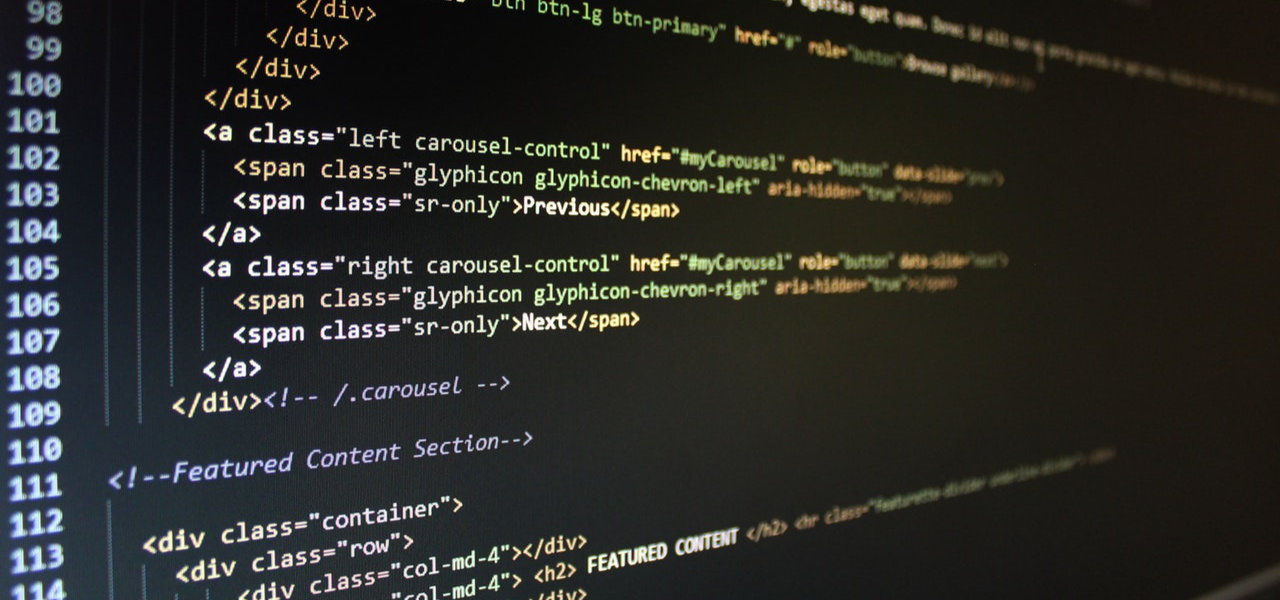 98 </div> btn btn-lg btn-primary" href="#" role="button">Browse gallery
99 </div>
100 </div>
101 </div>
102 <a class="left carousel-control" href="#myCarousel" role="button" data-slide="prev">
103 <span class="glyphicon glyphicon-chevron-left" aria-hidden="true"></span>
104 <span class="sr-only">Previous</span>
105 </a>
106 <a class="right carousel-control" href="#myCarousel" role="button" data-slide="next">
107 <span class="glyphicon glyphicon-chevron-right" aria-hidden="true"></span>
108 <span class="sr-only">Next</span>
109 </a>
110 </div><!-- /.carousel -->
111 <!--Featured Content Section-->
112 <div class="container">
113 <div class="row">
114 <div class="col-md-4"></div>
col-md-4"> <h2> FEATURED CONTENT </h2> <hr class="featurette-divider
/div>